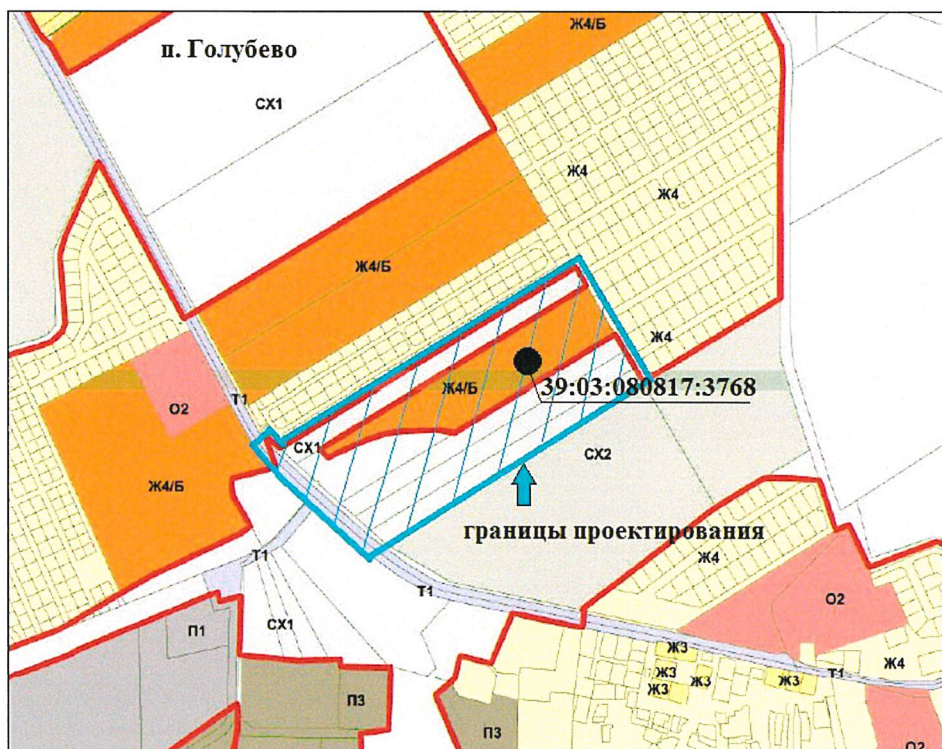 Ж4/Б
п. Голубево
СХ1
Ж4
Ж4
Ж4/Б
Ж4
Ж4/Б
39:03:080817:3768
Т1
О2
СХ1
СХ2
Ж4/Б
границы проектирования
Т1
Ж4
Т1
О2
П1
СХ1
Ж3
Ж4
Ж3
Ж3
Ж3
Ж3
Т1
П3
П3
О2